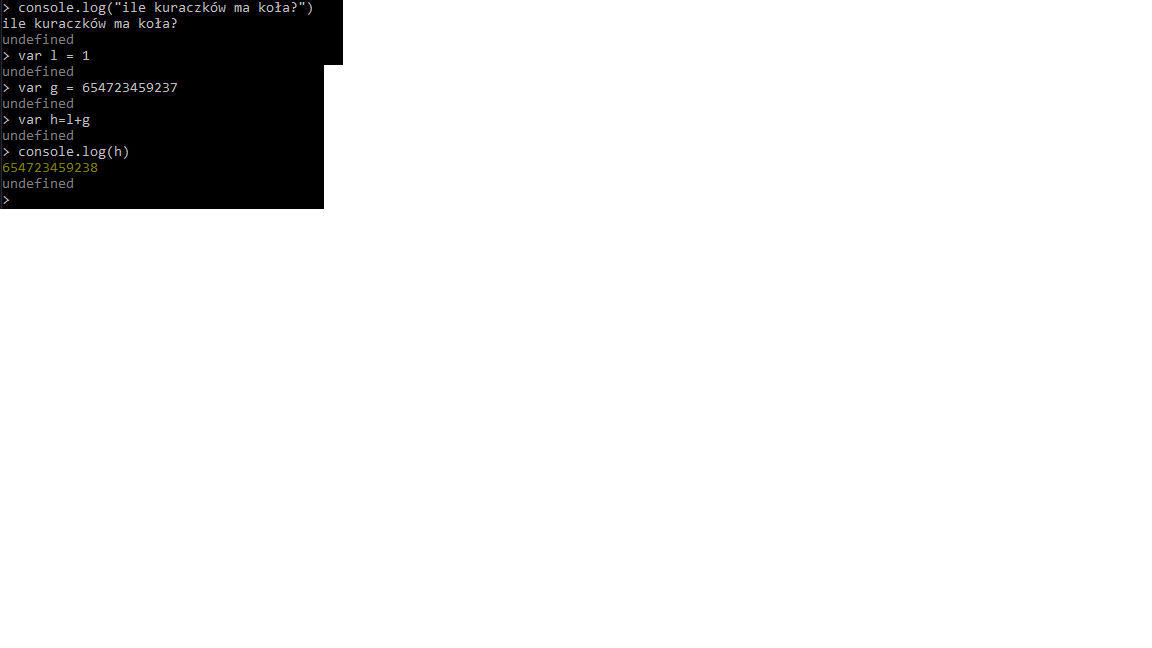 > console.log("ile kuraczków ma koła?")
ile kuraczków ma koła?
undefined
> var l = 1
undefined
> var g = 654723459237
undefined
> var h=l+g
undefined
> console.log(h)
654723459238
undefined
>